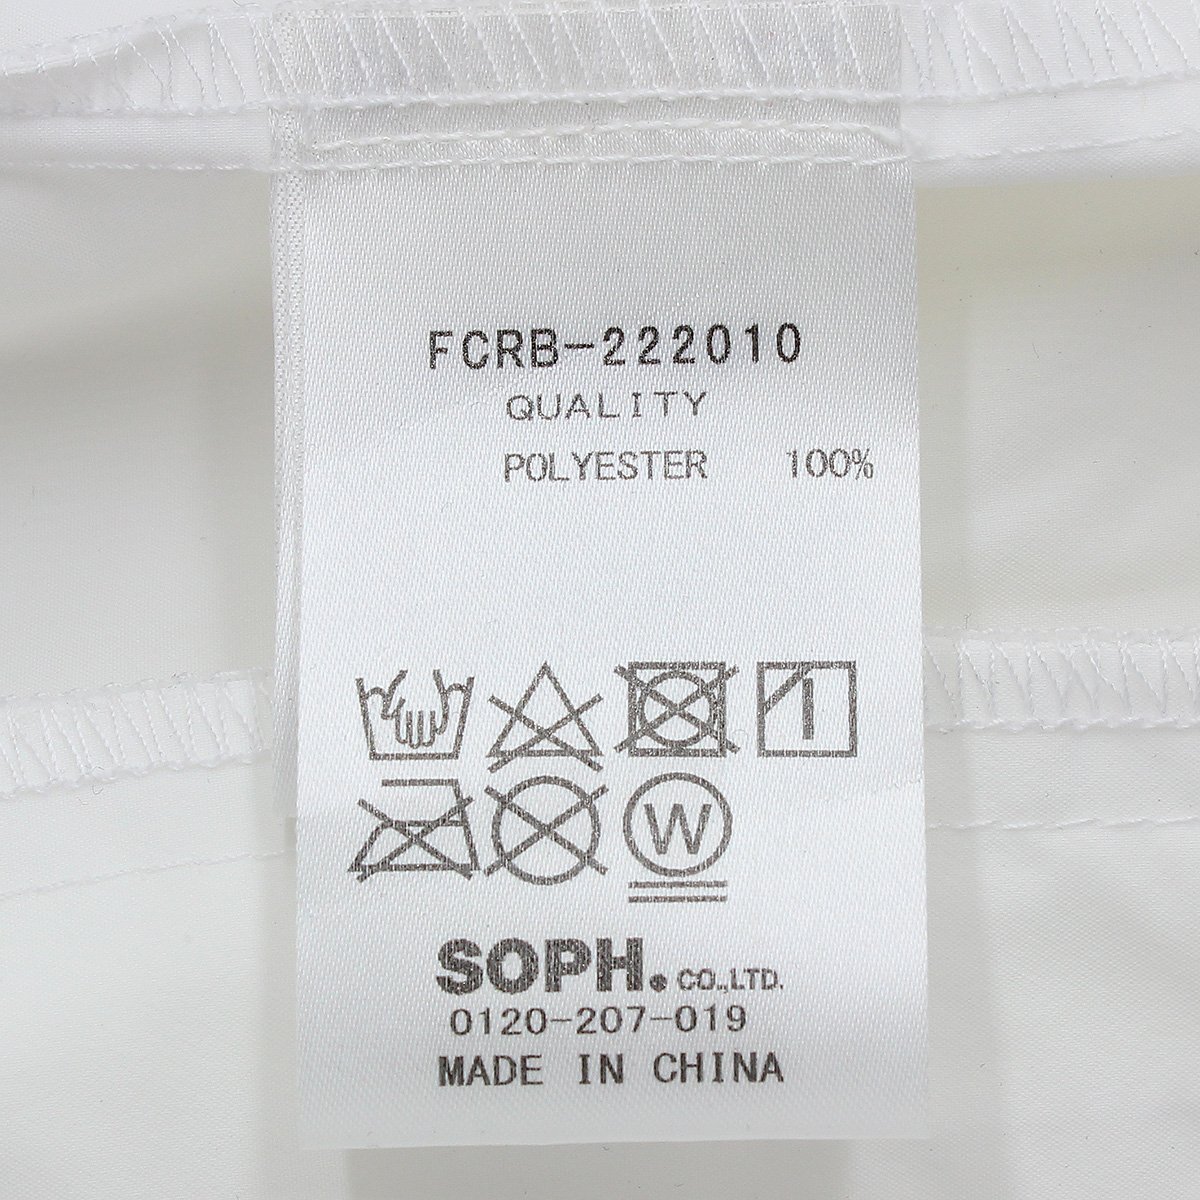 FCRB-222010
QUALITY
POLYESTER 100%
W
SOPH. CO.,LTD.
0120-207-019
MADE IN CHINA